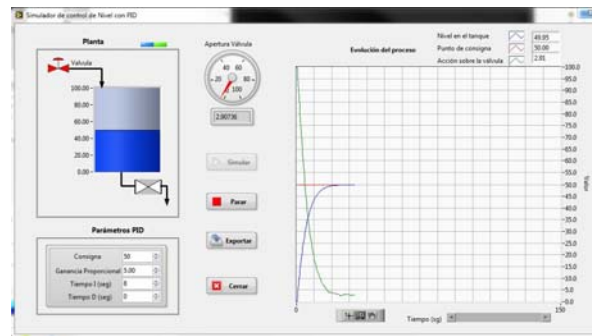 Simulador de control de Nivel con PID
Planta
Válvula
100.00
80.00
60.00
40.00
20.00
0.00
Parámetros PID
Consigna 50
Ganancia Proporcional 5.00
Tiempo I (seg) 6
Tiempo D (seg) 0
Apertura Válvula
20 40 60 80 100
2.90736
Simular
Parar
Exportar
Cerrar
Evolución del proceso
Nivel en el tanque 49.95
Punto de consigna 50.00
Acción sobre la válvula 2.91
100.0
95.0
90.0
85.0
80.0
75.0
70.0
65.0
60.0
55.0
50.0
45.0
40.0
35.0
30.0
25.0
20.0
15.0
10.0
5.0
0.0
Valor
0 150
Tiempo (sg)